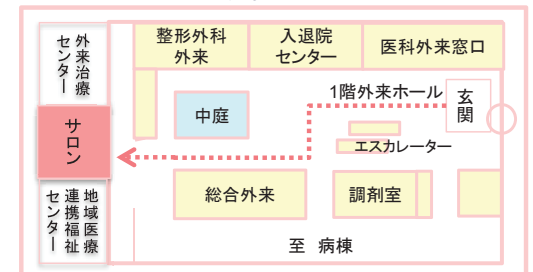 整形外科
外来
入退院
センター
医科外来窓口
外来治療
センター
1階外来ホール
玄関
中庭
サロン
エスカレーター
総合外来
調剤室
地域医療
連携福祉
センター
至 病棟